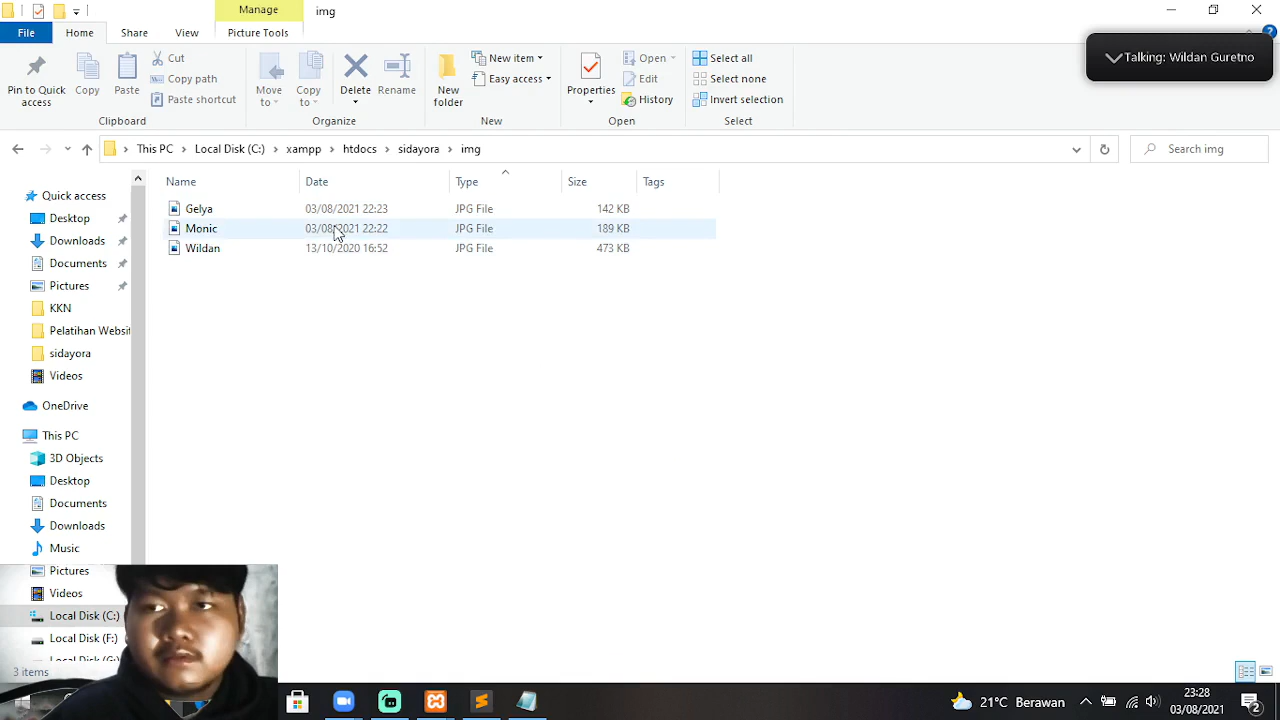 Manage
img
File
Home
Share
View
Picture Tools
Talking: Wildan Guretno
Pin to Quick access
Copy
Paste
Cut
Copy path
Paste shortcut
Move to
Copy to
Delete
Rename
New folder
New item
Easy access
Properties
Open
Edit
History
Select all
Select none
Invert selection
Clipboard
Organize
New
Open
Select
This PC > Local Disk (C:) > xampp > htdocs > sidayora > img
Search img
Name Date Type Size Tags
Gelya 03/08/2021 22:23 JPG File 142 KB
Monic 03/08/2021 22:22 JPG File 189 KB
Wildan 13/10/2020 16:52 JPG File 473 KB
Quick access
Desktop
Downloads
Documents
Pictures
KKN
Pelatihan Websit
sidayora
Videos
OneDrive
This PC
3D Objects
Desktop
Documents
Downloads
Music
Pictures
Videos
Local Disk (C:)
Local Disk (F:)
3 items
21°C Berawan
23:28
03/08/2021
2